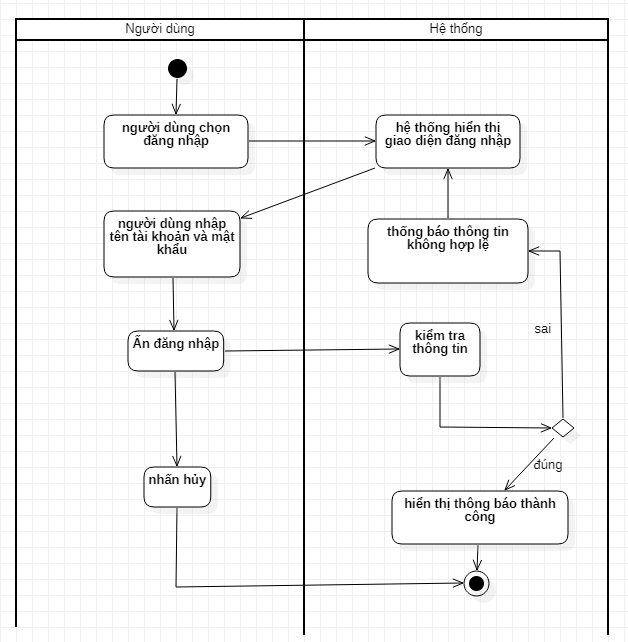 Người dùng
Hệ thống
người dùng chọn
đăng nhập
hệ thống hiển thị
giao diện đăng nhập
người dùng nhập
tên tài khoản và mật
khẩu
thống báo thông tin
không hợp lệ
Ấn đăng nhập
kiểm tra
thông tin
sai
đúng
nhấn hủy
hiển thị thông báo thành
công